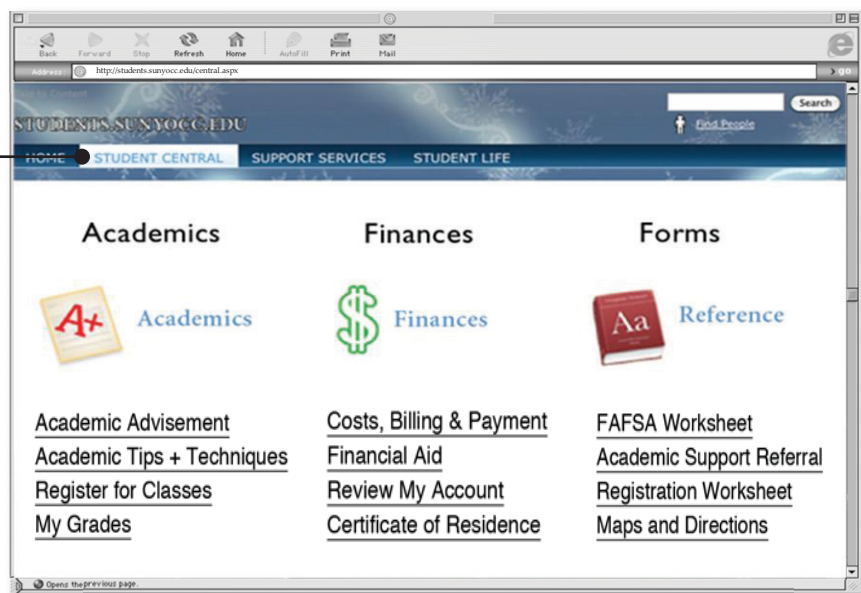 Back Forward Stop Refresh Home AutoFill Print Mail
Address: http://students.sunyocc.edu/central.aspx go
Skip to Content
STUDENTS.SUNYOCC.EDU
Search
Find People
HOME STUDENT CENTRAL SUPPORT SERVICES STUDENT LIFE
Academics Finances Forms
A+ Academics $ Finances Aa Reference
Academic Advisement
Academic Tips + Techniques
Register for Classes
My Grades
Costs, Billing & Payment
Financial Aid
Review My Account
Certificate of Residence
FAFSA Worksheet
Academic Support Referral
Registration Worksheet
Maps and Directions
Opens the previous page.